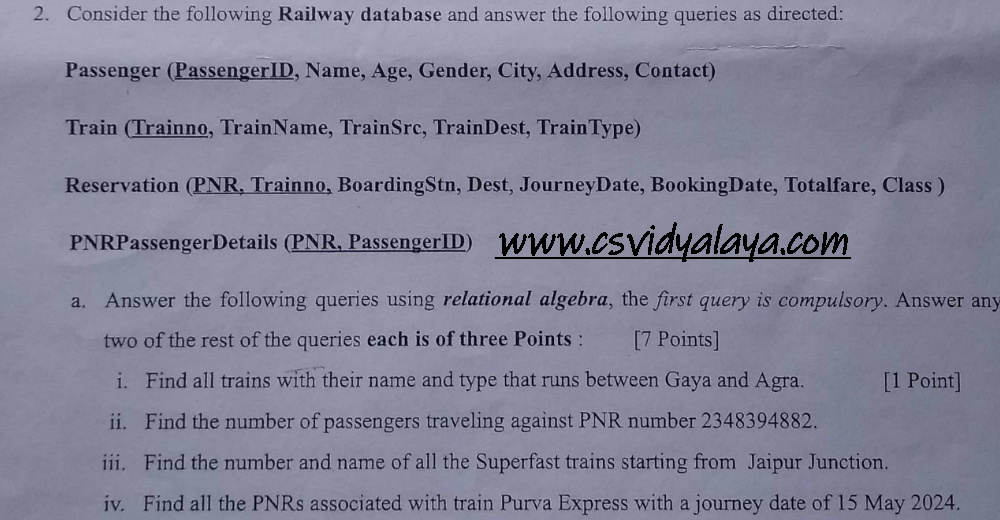 2. Consider the following Railway database and answer the following queries as directed:
Passenger (PassengerID, Name, Age, Gender, City, Address, Contact)
Train (Trainno, TrainName, TrainSrc, TrainDest, TrainType)
Reservation (PNR, Trainno, BoardingStn, Dest, JourneyDate, BookingDate, Totalfare, Class )
PNRPassengerDetails (PNR, PassengerID) www.csvidyalaya.com
a. Answer the following queries using relational algebra, the first query is compulsory. Answer any
two of the rest of the queries each is of three Points : [7 Points]
i. Find all trains with their name and type that runs between Gaya and Agra. [1 Point]
ii. Find the number of passengers traveling against PNR number 2348394882.
iii. Find the number and name of all the Superfast trains starting from Jaipur Junction.
iv. Find all the PNRs associated with train Purva Express with a journey date of 15 May 2024.